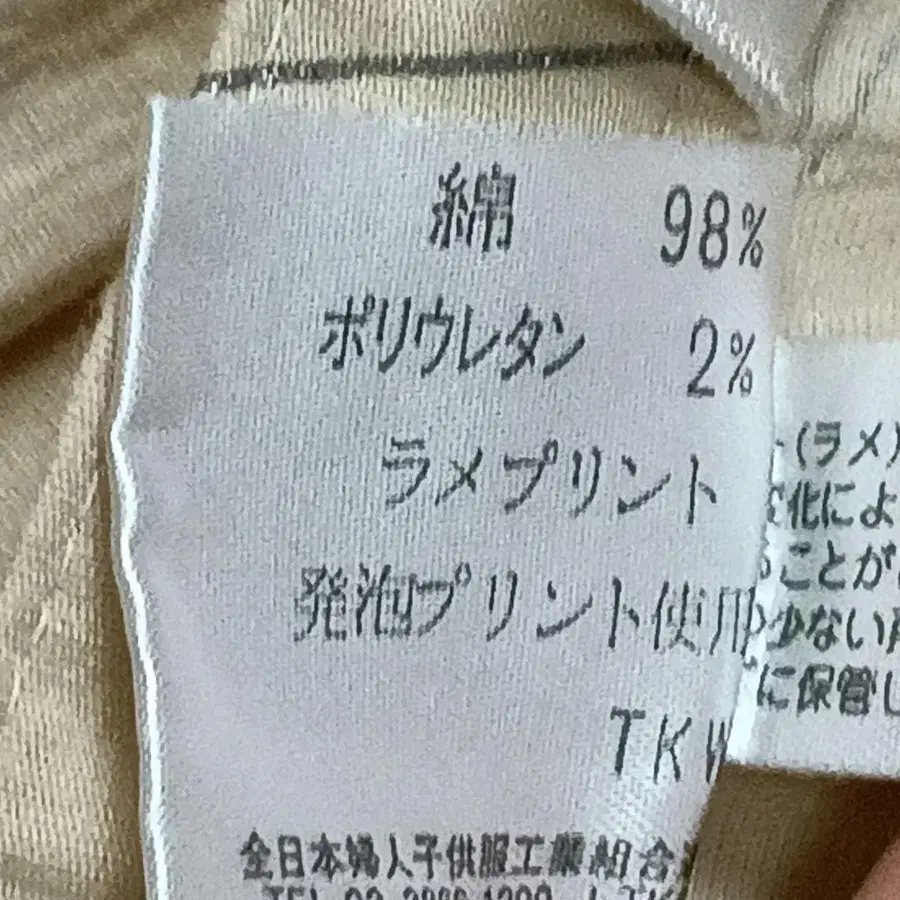 綿 98%
ポリウレタン 2%
ラメプリント
発泡プリント使用
TKW
全日本婦人子供服工業組合
(ラメ)
化によ
ことが
少ない
に保管し